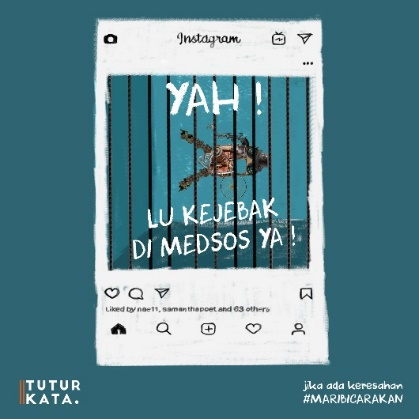 Instagram
YAH !
LU KEJEBAK
DI MEDSOS YA !
Liked by nae11, samanthapoet and 63 others
TUTUR
KATA.
jika ada keresahan
#MARIBICARAKAN